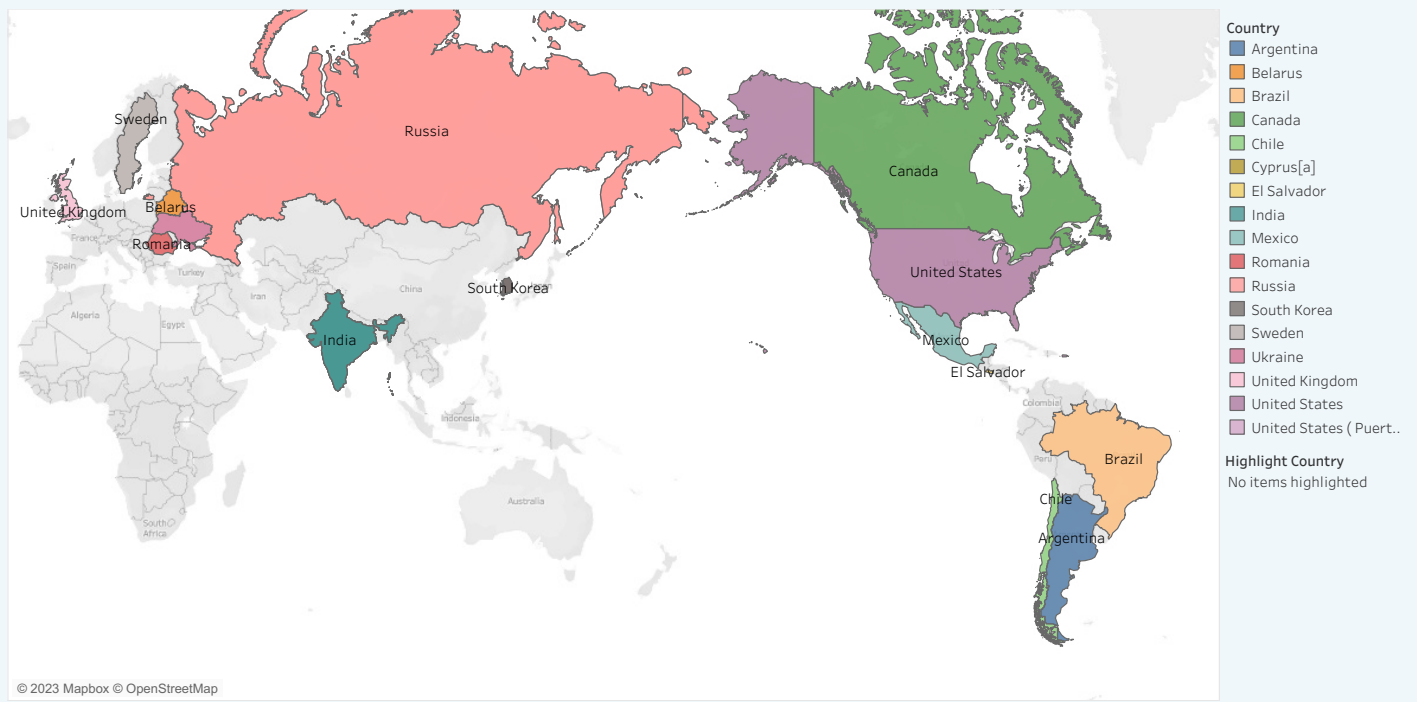 Sweden
Russia
Canada
United Kingdom
Belarus
France
Romania
Spain
Turkey
United States
Iran
China
South Korea
Algeria
Egypt
India
Mexico
El Salvador
Colombia
Indonesia
Peru
Brazil
Australia
Chile
South
Africa
Argentina
© 2023 Mapbox © OpenStreetMap
Country
Argentina
Belarus
Brazil
Canada
Chile
Cyprus[a]
El Salvador
India
Mexico
Romania
Russia
South Korea
Sweden
Ukraine
United Kingdom
United States
United States ( Puert..
Highlight Country
No items highlighted